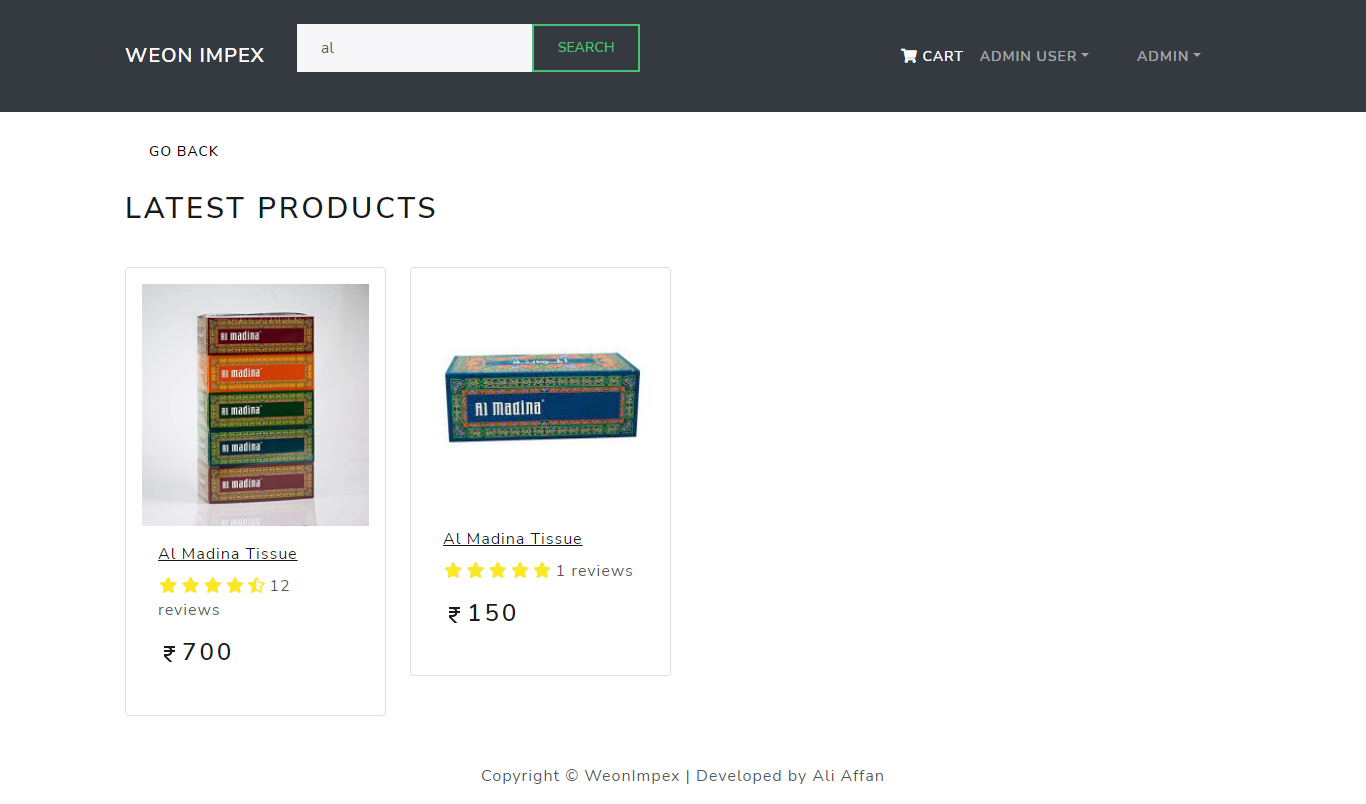 WEON IMPEX
al
SEARCH
CART
ADMIN USER
ADMIN
GO BACK
LATEST PRODUCTS
Al madina
Al madina
Al madina
Al madina
Al madina
Al madina
Al Madina Tissue
12
reviews
₹ 700
Al Madina Tissue
1 reviews
₹ 150
Copyright © WeonImpex | Developed by Ali Affan